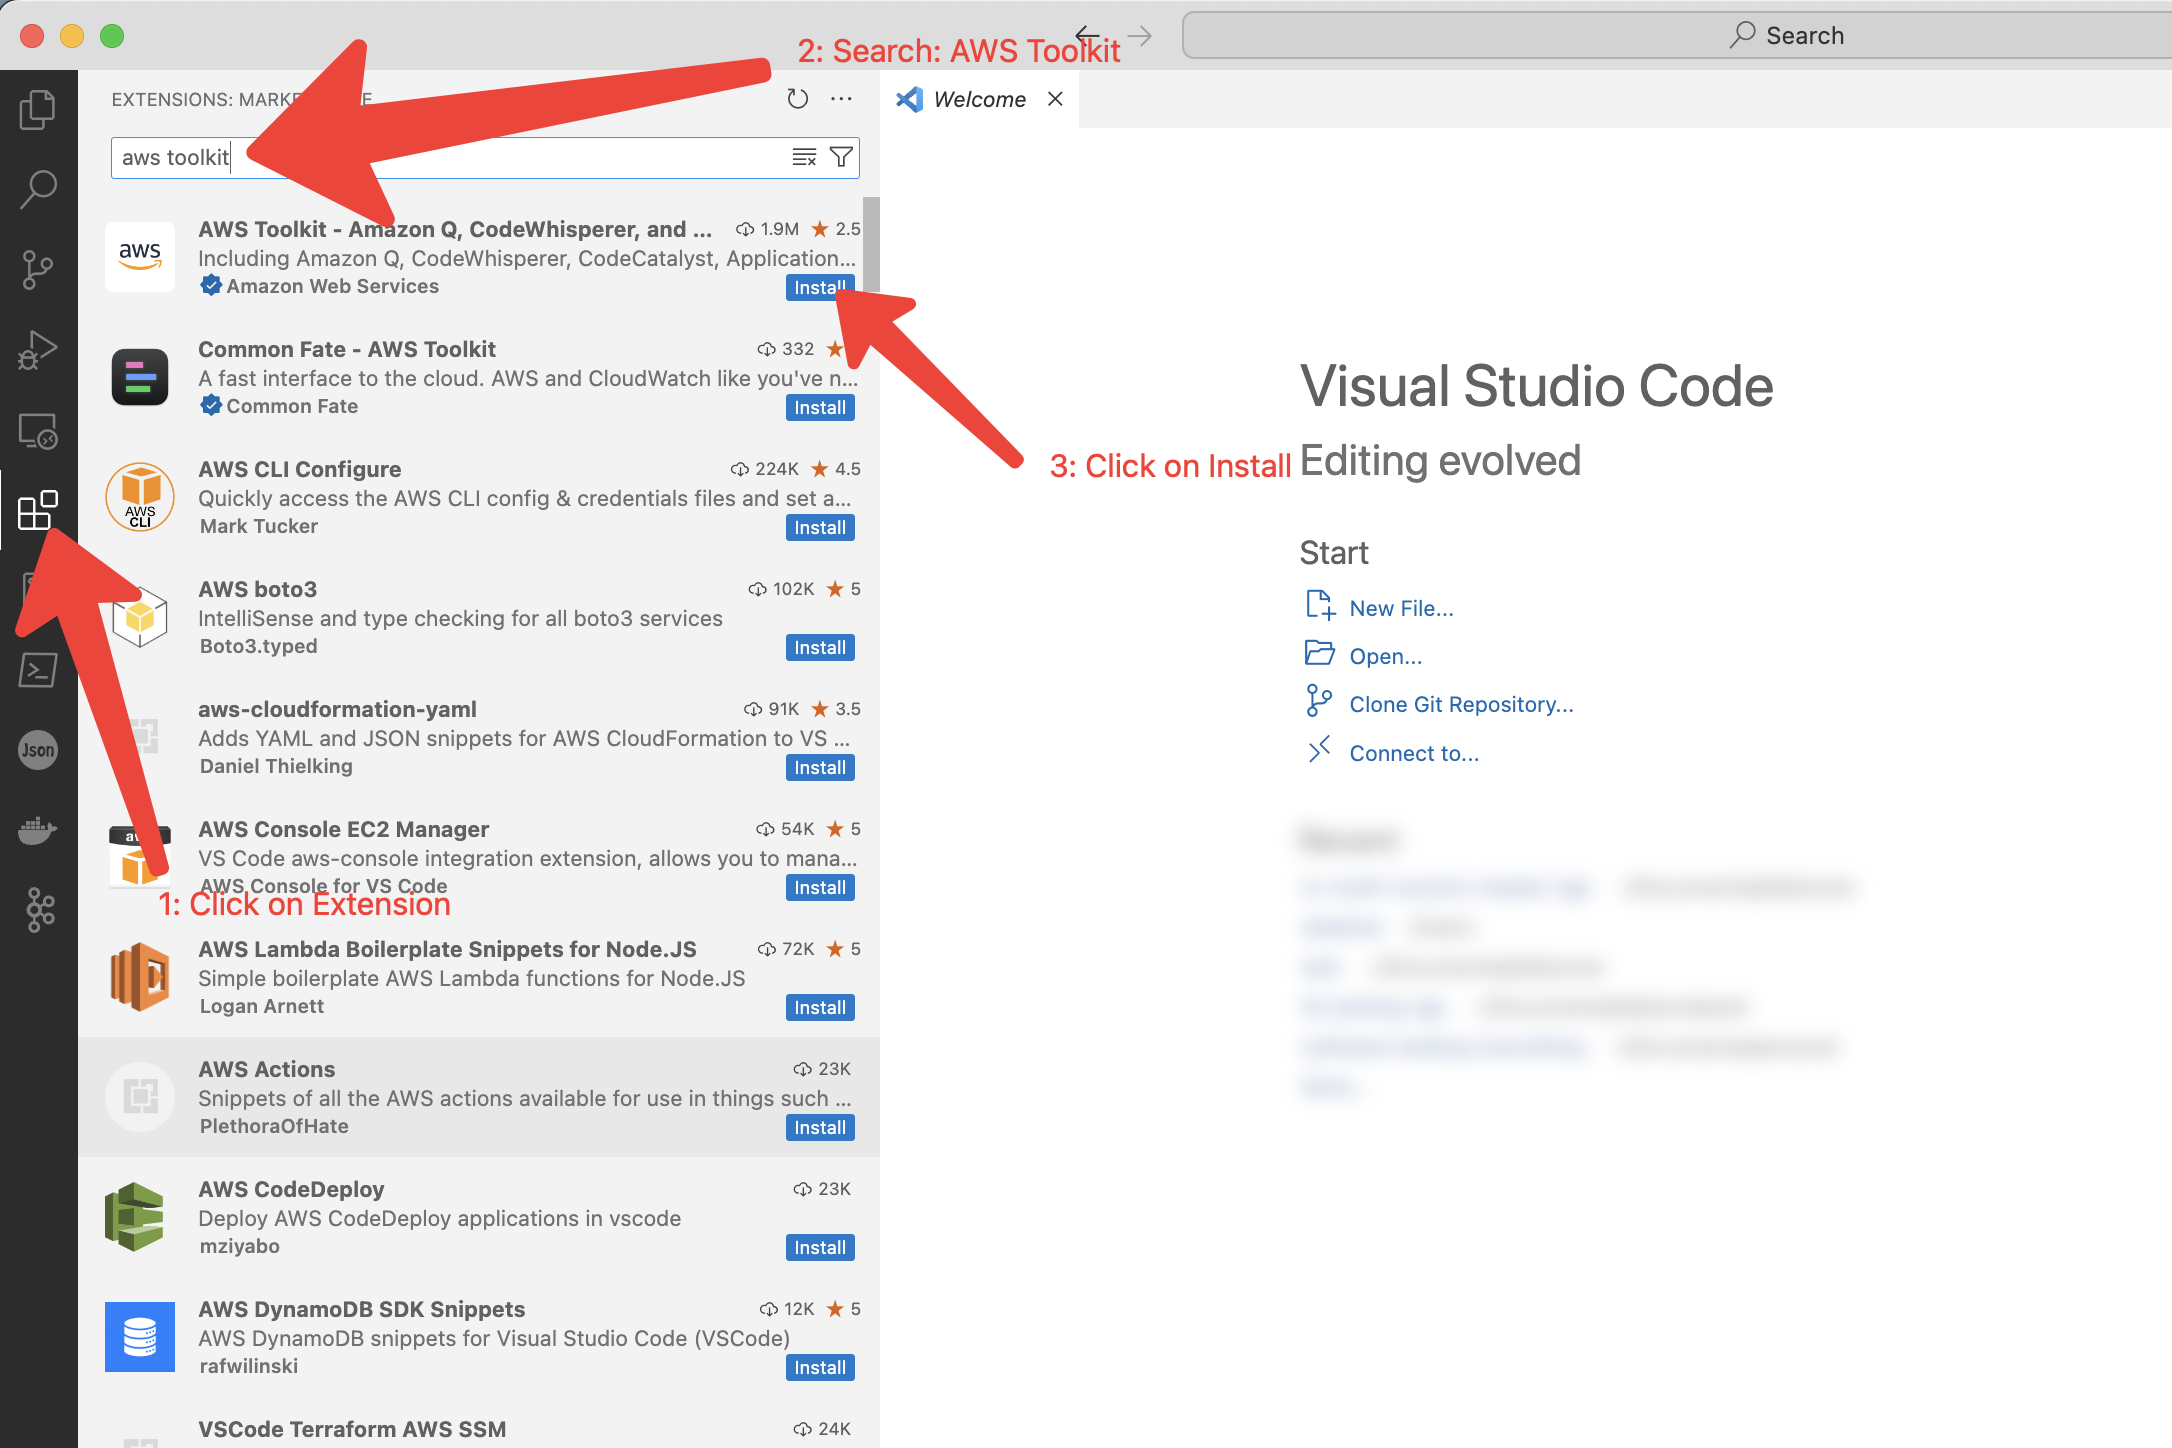 Search
2: Search: AWS Toolkit
EXTENSIONS: MARKE E
Welcome
aws toolkit
aws
AWS Toolkit - Amazon Q, CodeWhisperer, and ...
1.9M ★ 2.5
Including Amazon Q, CodeWhisperer, CodeCatalyst, Application...
Amazon Web Services
Install
Common Fate - AWS Toolkit
332 ★
A fast interface to the cloud. AWS and CloudWatch like you've n...
Common Fate
Install
3: Click on Install
AWS CLI
AWS CLI Configure
224K ★ 4.5
Quickly access the AWS CLI config & credentials files and set a...
Mark Tucker
Install
AWS boto3
102K ★ 5
IntelliSense and type checking for all boto3 services
Boto3.typed
Install
aws-cloudformation-yaml
91K ★ 3.5
Adds YAML and JSON snippets for AWS CloudFormation to VS ...
Daniel Thielking
Install
Json
AWS Console EC2 Manager
54K ★ 5
VS Code aws-console integration extension, allows you to mana...
AWS Console for VS Code
Install
1: Click on Extension
AWS Lambda Boilerplate Snippets for Node.JS
72K ★ 5
Simple boilerplate AWS Lambda functions for Node.JS
Logan Arnett
Install
AWS Actions
23K
Snippets of all the AWS actions available for use in things such ...
PlethoraOfHate
Install
AWS CodeDeploy
23K
Deploy AWS CodeDeploy applications in vscode
mziyabo
Install
AWS DynamoDB SDK Snippets
12K ★ 5
AWS DynamoDB snippets for Visual Studio Code (VSCode)
rafwilinski
Install
VSCode Terraform AWS SSM
24K
Visual Studio Code
Editing evolved
Start
New File...
Open...
Clone Git Repository...
Connect to...